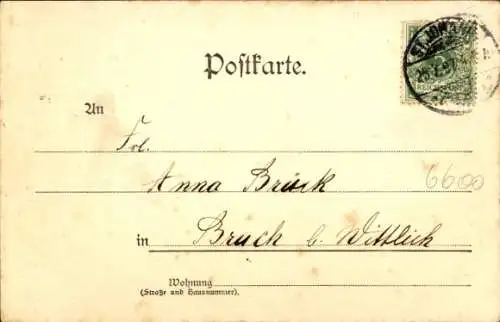 Postkarte.
An
Frl.
Anna Brück
6600
in Bruch b. Wittlich
Wohnung
(Straße und Hausnummer).